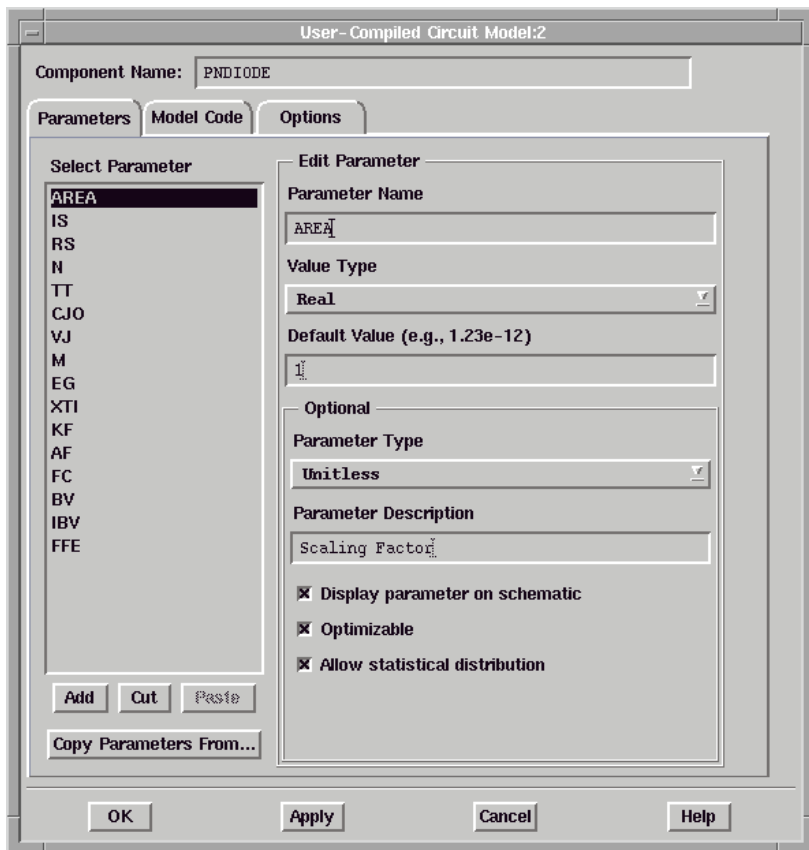 User-Compiled Circuit Model:2
Component Name: PNDIODE
Parameters Model Code Options
Select Parameter
AREA
IS
RS
N
TT
CJO
VJ
M
EG
XTI
KF
AF
FC
BV
IBV
FFE
Add Cut Paste
Copy Parameters From...
Edit Parameter
Parameter Name
AREA
Value Type
Real
Default Value (e.g., 1.23e-12)
1
Optional
Parameter Type
Unitless
Parameter Description
Scaling Factor
Display parameter on schematic
Optimizable
Allow statistical distribution
OK Apply Cancel Help